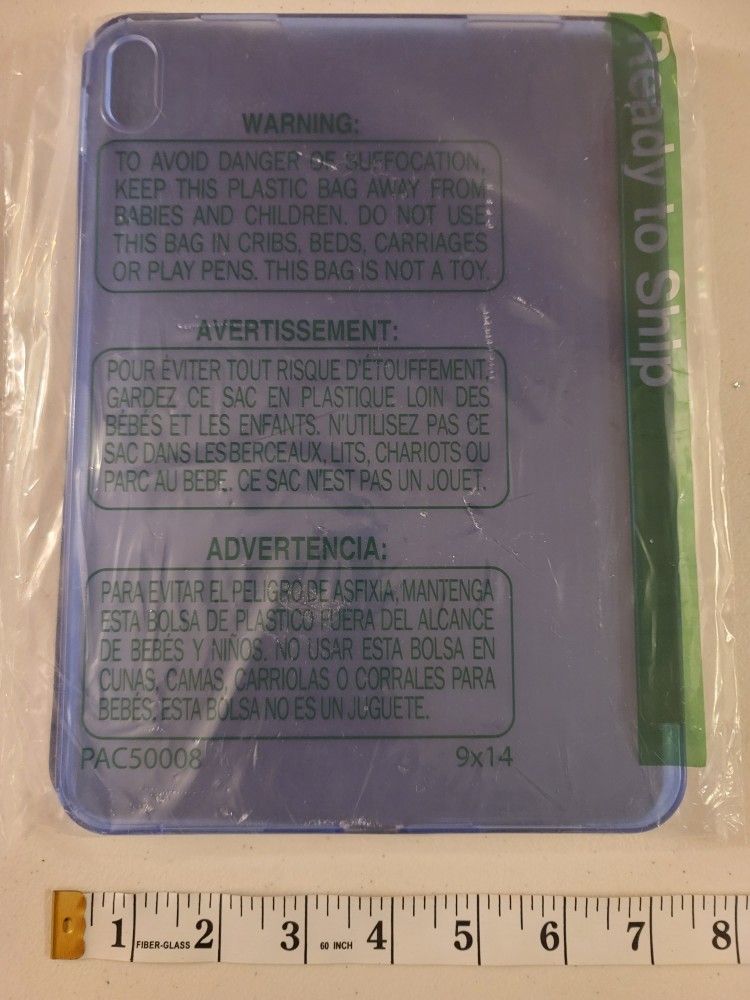 WARNING:
TO AVOID DANGER OF SUFFOCATION,
KEEP THIS PLASTIC BAG AWAY FROM
BABIES AND CHILDREN. DO NOT USE
THIS BAG IN CRIBS, BEDS, CARRIAGES
OR PLAY PENS. THIS BAG IS NOT A TOY.
AVERTISSEMENT:
POUR ÉVITER TOUT RISQUE D'ÉTOUFFEMENT,
GARDEZ CE SAC EN PLASTIQUE LOIN DES
BÉBÉS ET LES ENFANTS. N'UTILISEZ PAS CE
SAC DANS LES BERCEAUX, LITS, CHARIOTS OU
PARC AU BEBE. CE SAC N'EST PAS UN JOUET.
ADVERTENCIA:
PARA EVITAR EL PELIGRO DE ASFIXIA, MANTENGA
ESTA BOLSA DE PLASTICO FUERA DEL ALCANCE
DE BEBÉS Y NIÑOS. NO USAR ESTA BOLSA EN
CUNAS, CAMAS, CARRIOLAS O CORRALES PARA
BEBÉS, ESTA BOLSA NO ES UN JUGUETE.
PAC50008 9x14
Ready to Ship
1 FIBER-GLASS 2 3 60 INCH 4 5 6 7 8